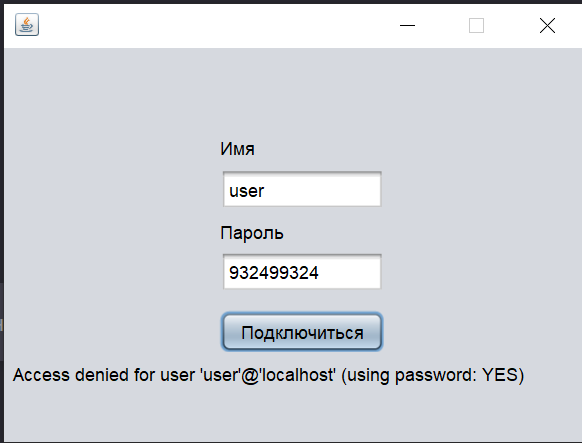 Имя
user
Пароль
932499324
Подключиться
Access denied for user 'user'@'localhost' (using password: YES)